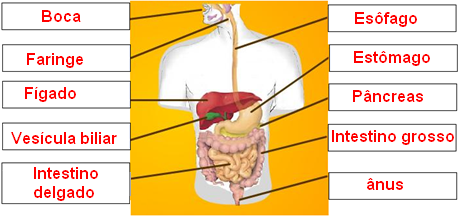 Boca
Faringe
Fígado
Vesícula biliar
Intestino
delgado
Esôfago
Estômago
Pâncreas
Intestino grosso
ânus